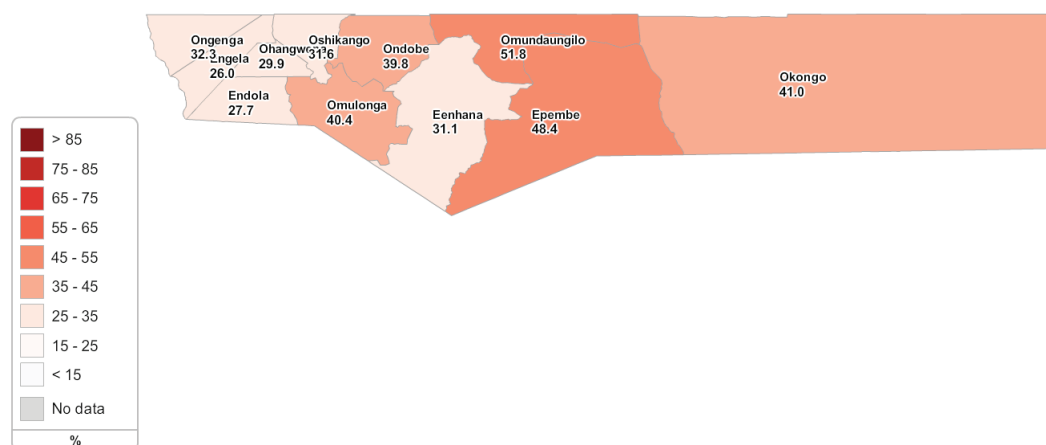 Ongenga
32.3
Engela
26.0
Ohangwena
29.9
Oshikango
31.6
Ondobe
39.8
Omundaungilo
51.8
Okongo
41.0
Endola
27.7
Omulonga
40.4
Eenhana
31.1
Epembe
48.4
> 85
75 - 85
65 - 75
55 - 65
45 - 55
35 - 45
25 - 35
15 - 25
< 15
No data
%